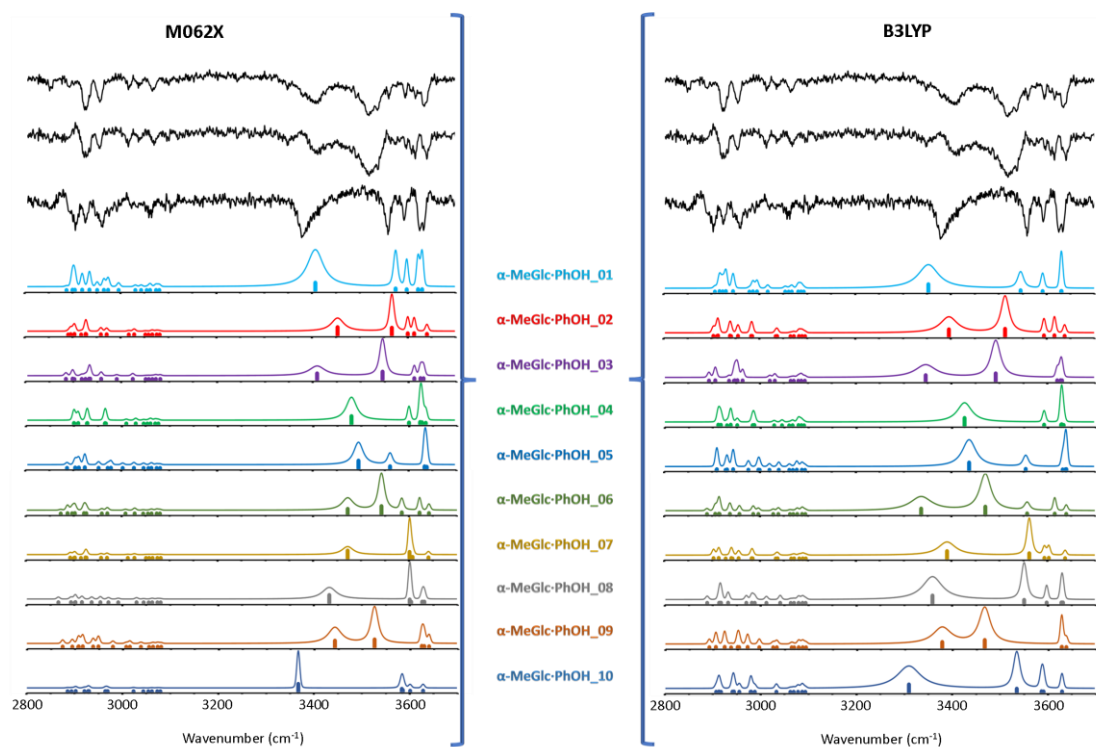 M062X
B3LYP
α-MeGlc·PhOH_01
α-MeGlc·PhOH_02
α-MeGlc·PhOH_03
α-MeGlc·PhOH_04
α-MeGlc·PhOH_05
α-MeGlc·PhOH_06
α-MeGlc·PhOH_07
α-MeGlc·PhOH_08
α-MeGlc·PhOH_09
α-MeGlc·PhOH_10
2800 3000 3200 3400 3600
2800 3000 3200 3400 3600
Wavenumber (cm⁻¹)
Wavenumber (cm⁻¹)